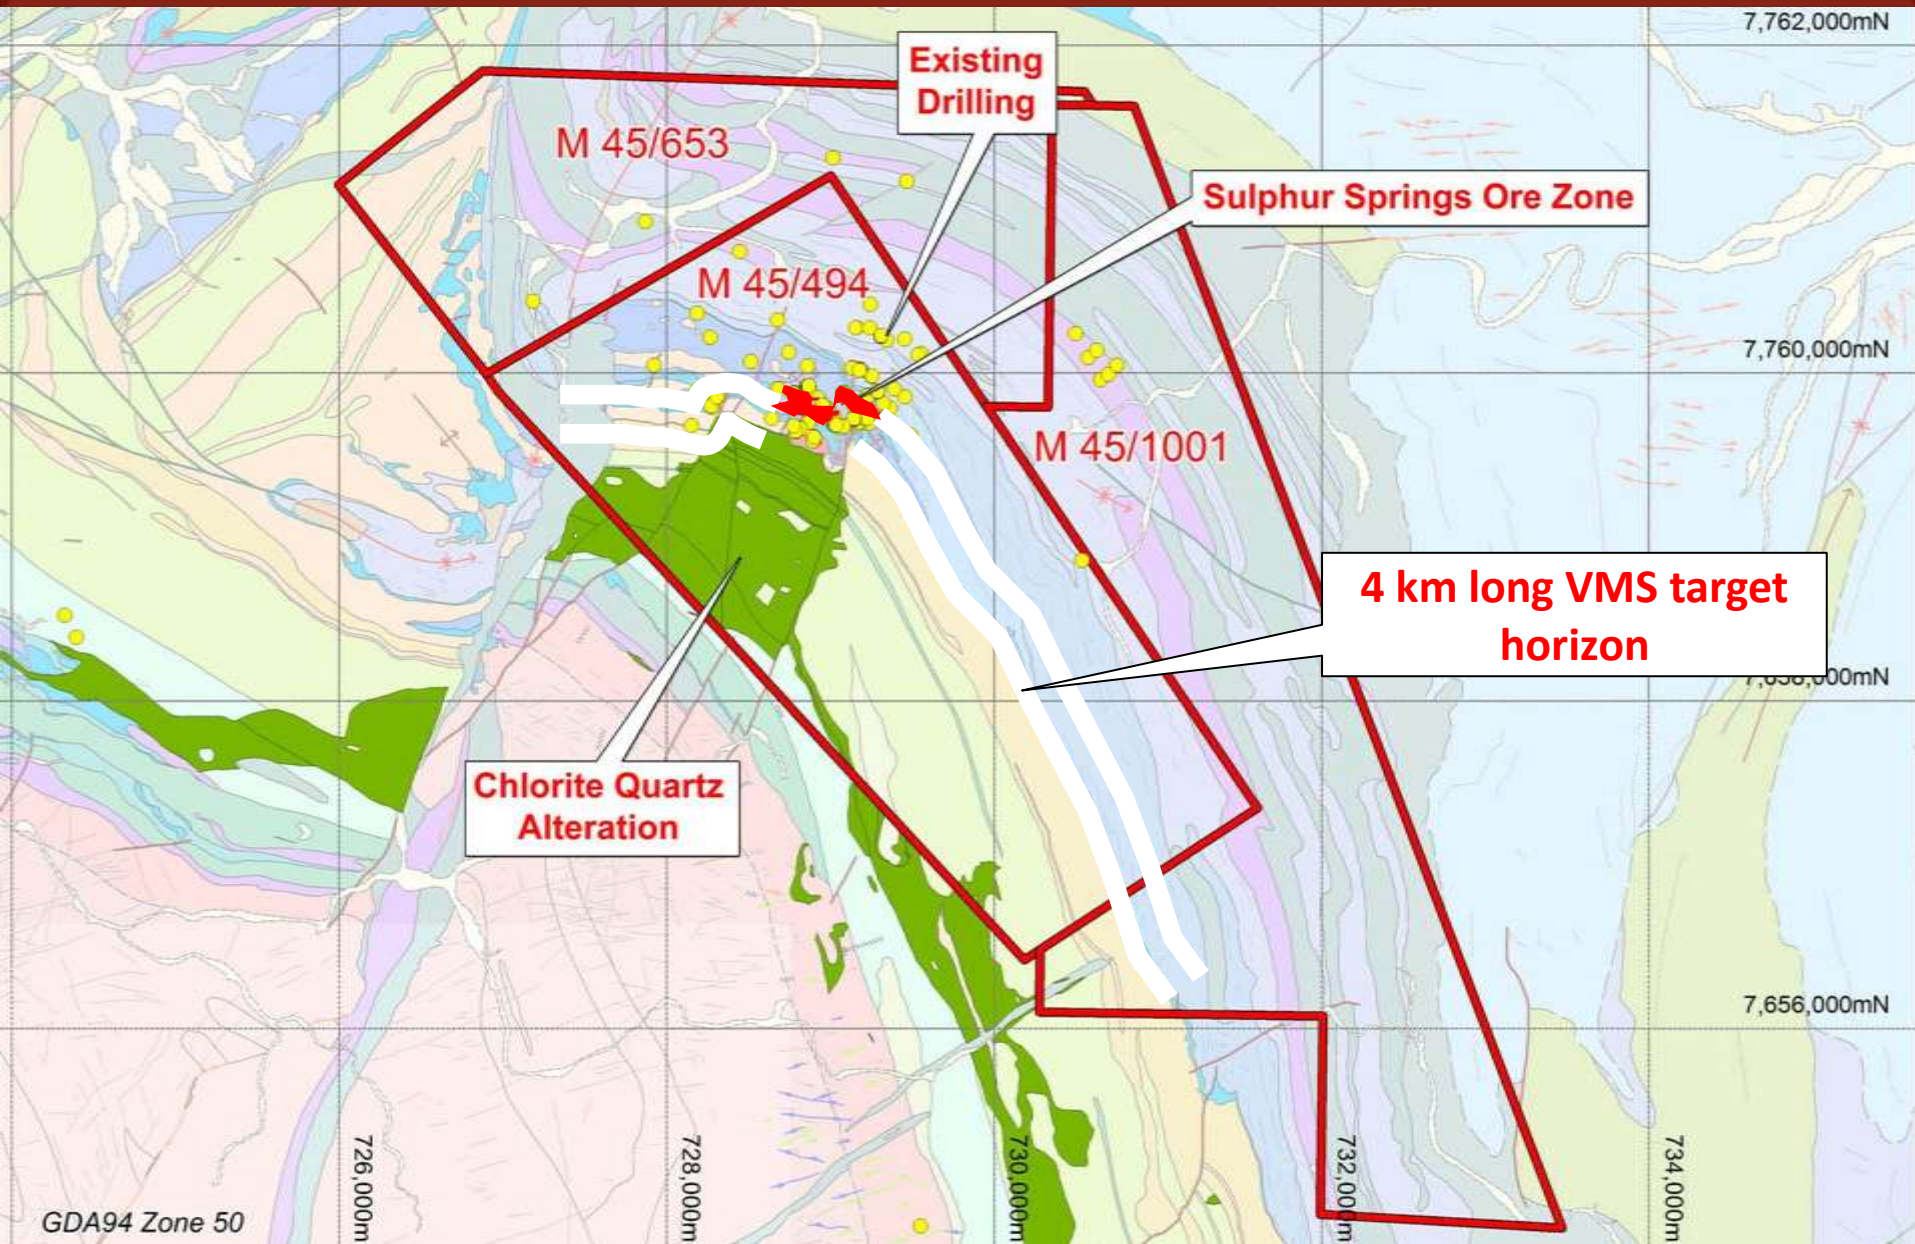 7,762,000mN
Existing
Drilling
M 45/653
Sulphur Springs Ore Zone
M 45/494
7,760,000mN
M 45/1001
4 km long VMS target
horizon
Chlorite Quartz
Alteration
7,656,000mN
726,000m
728,000m
730,000m
732,000m
734,000m
GDA94 Zone 50